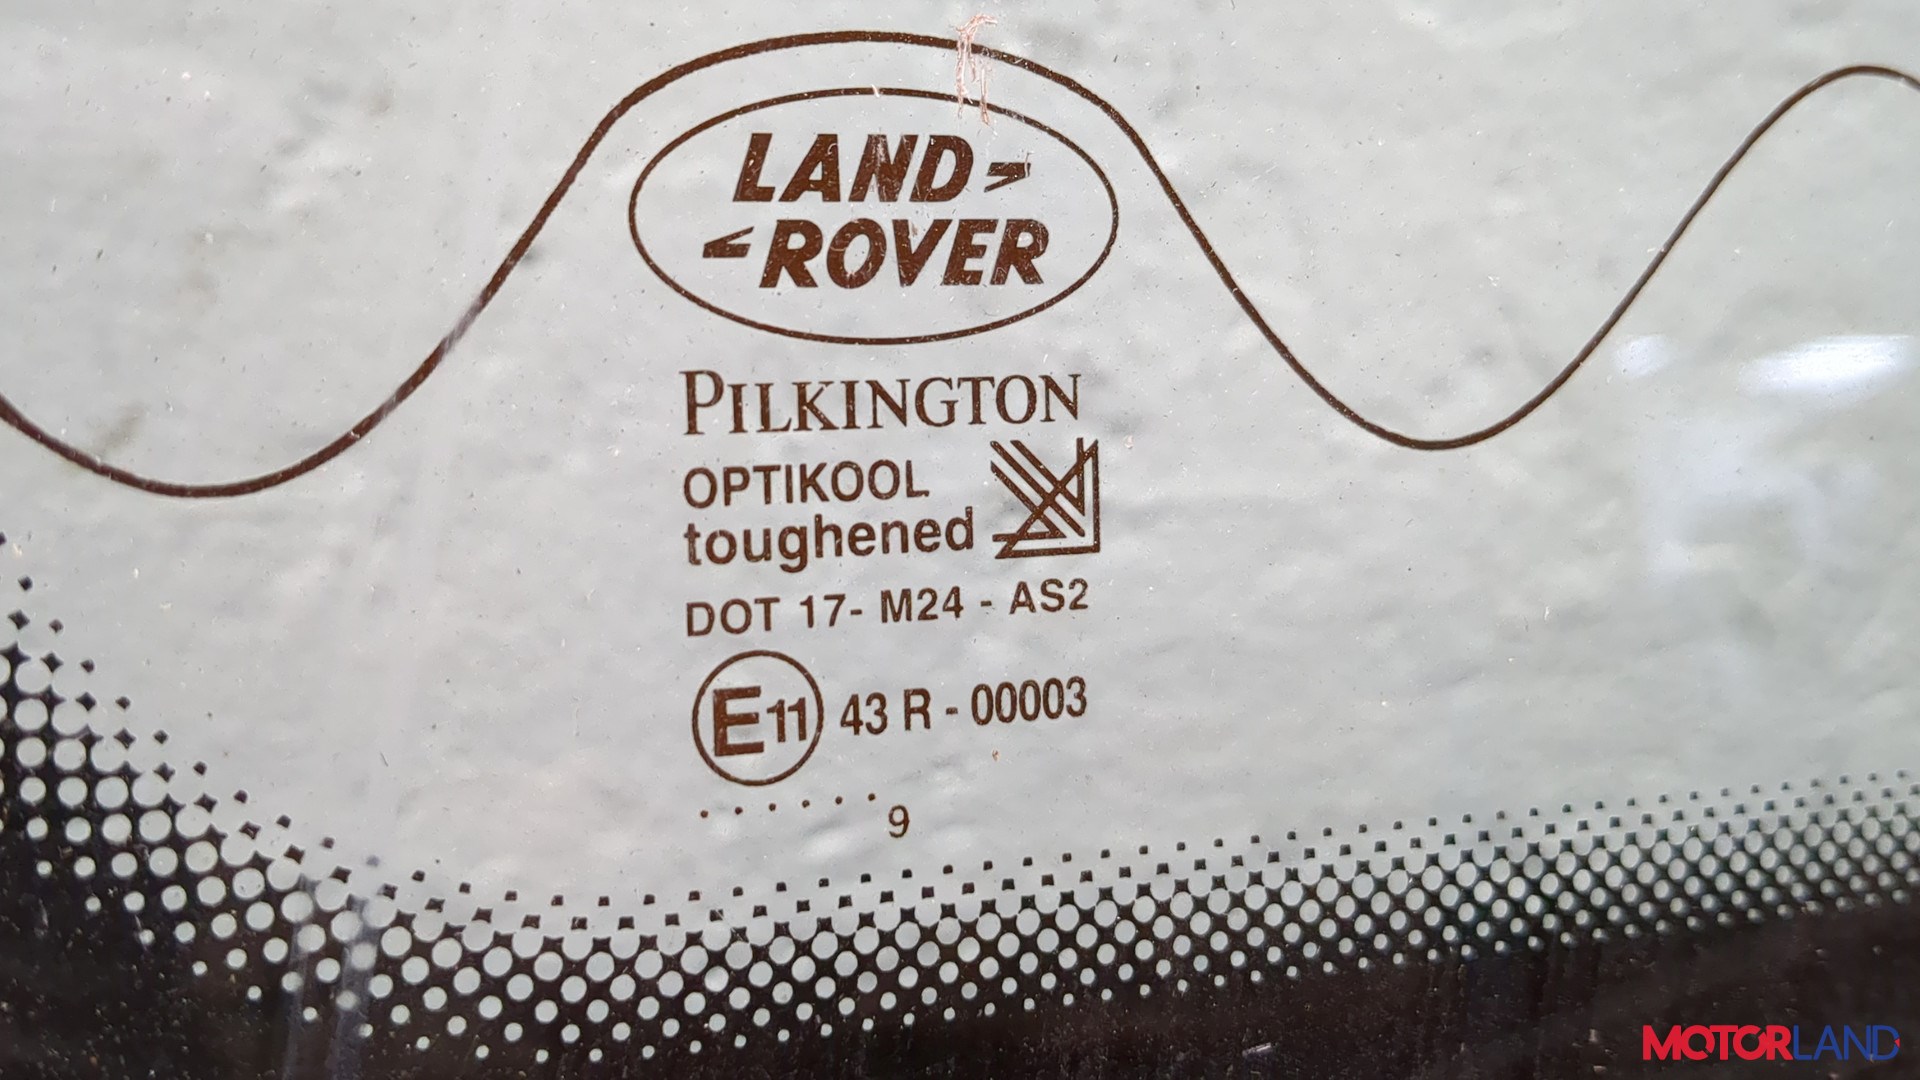 LAND
ROVER
PILKINGTON
OPTIKOOL
toughened
DOT 17- M24 - AS2
E11 43 R - 00003
. . . . . . . 9
MOTORLAND